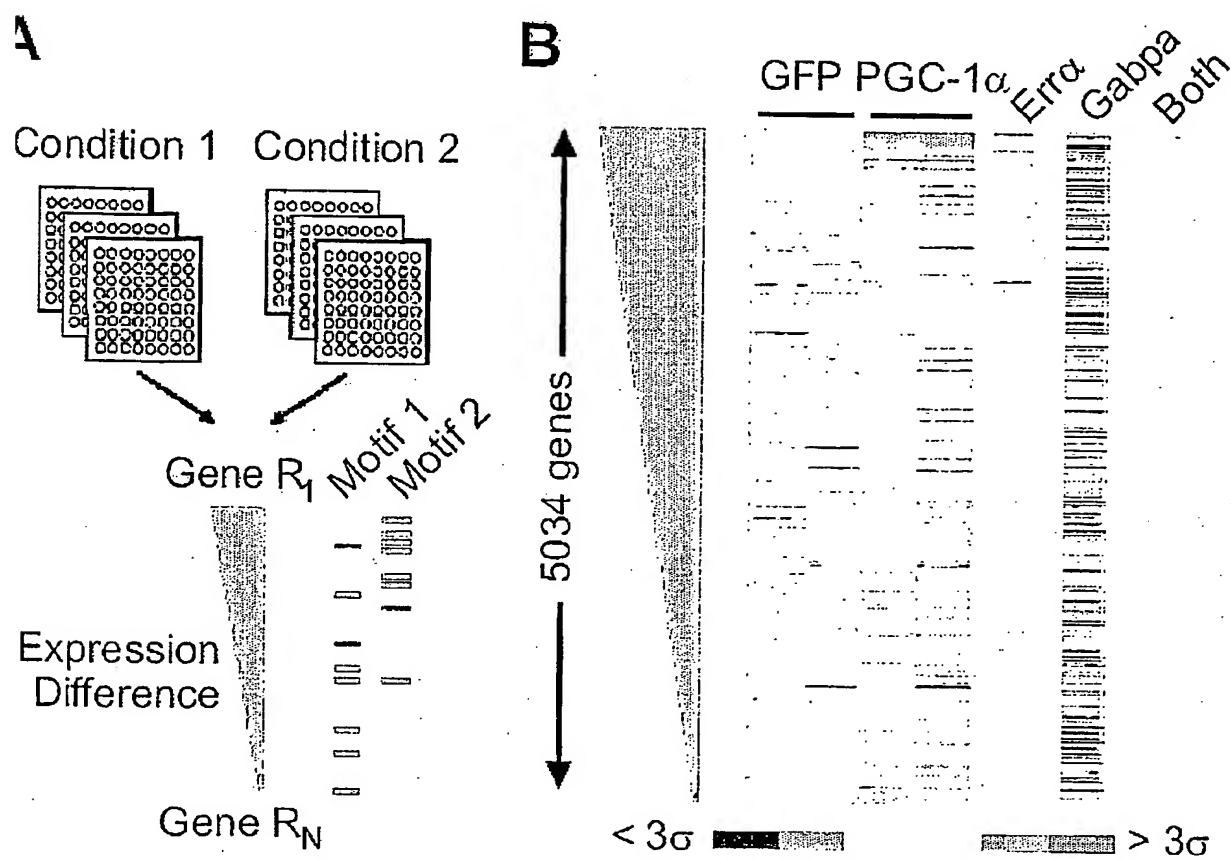 A
Condition 1
Condition 2
Gene R1
Motif 1
Motif 2
Expression
Difference
Gene RN
B
GFP PGC-1α
Errα
Gabpa
Both
5034 genes
< 3σ
> 3σ